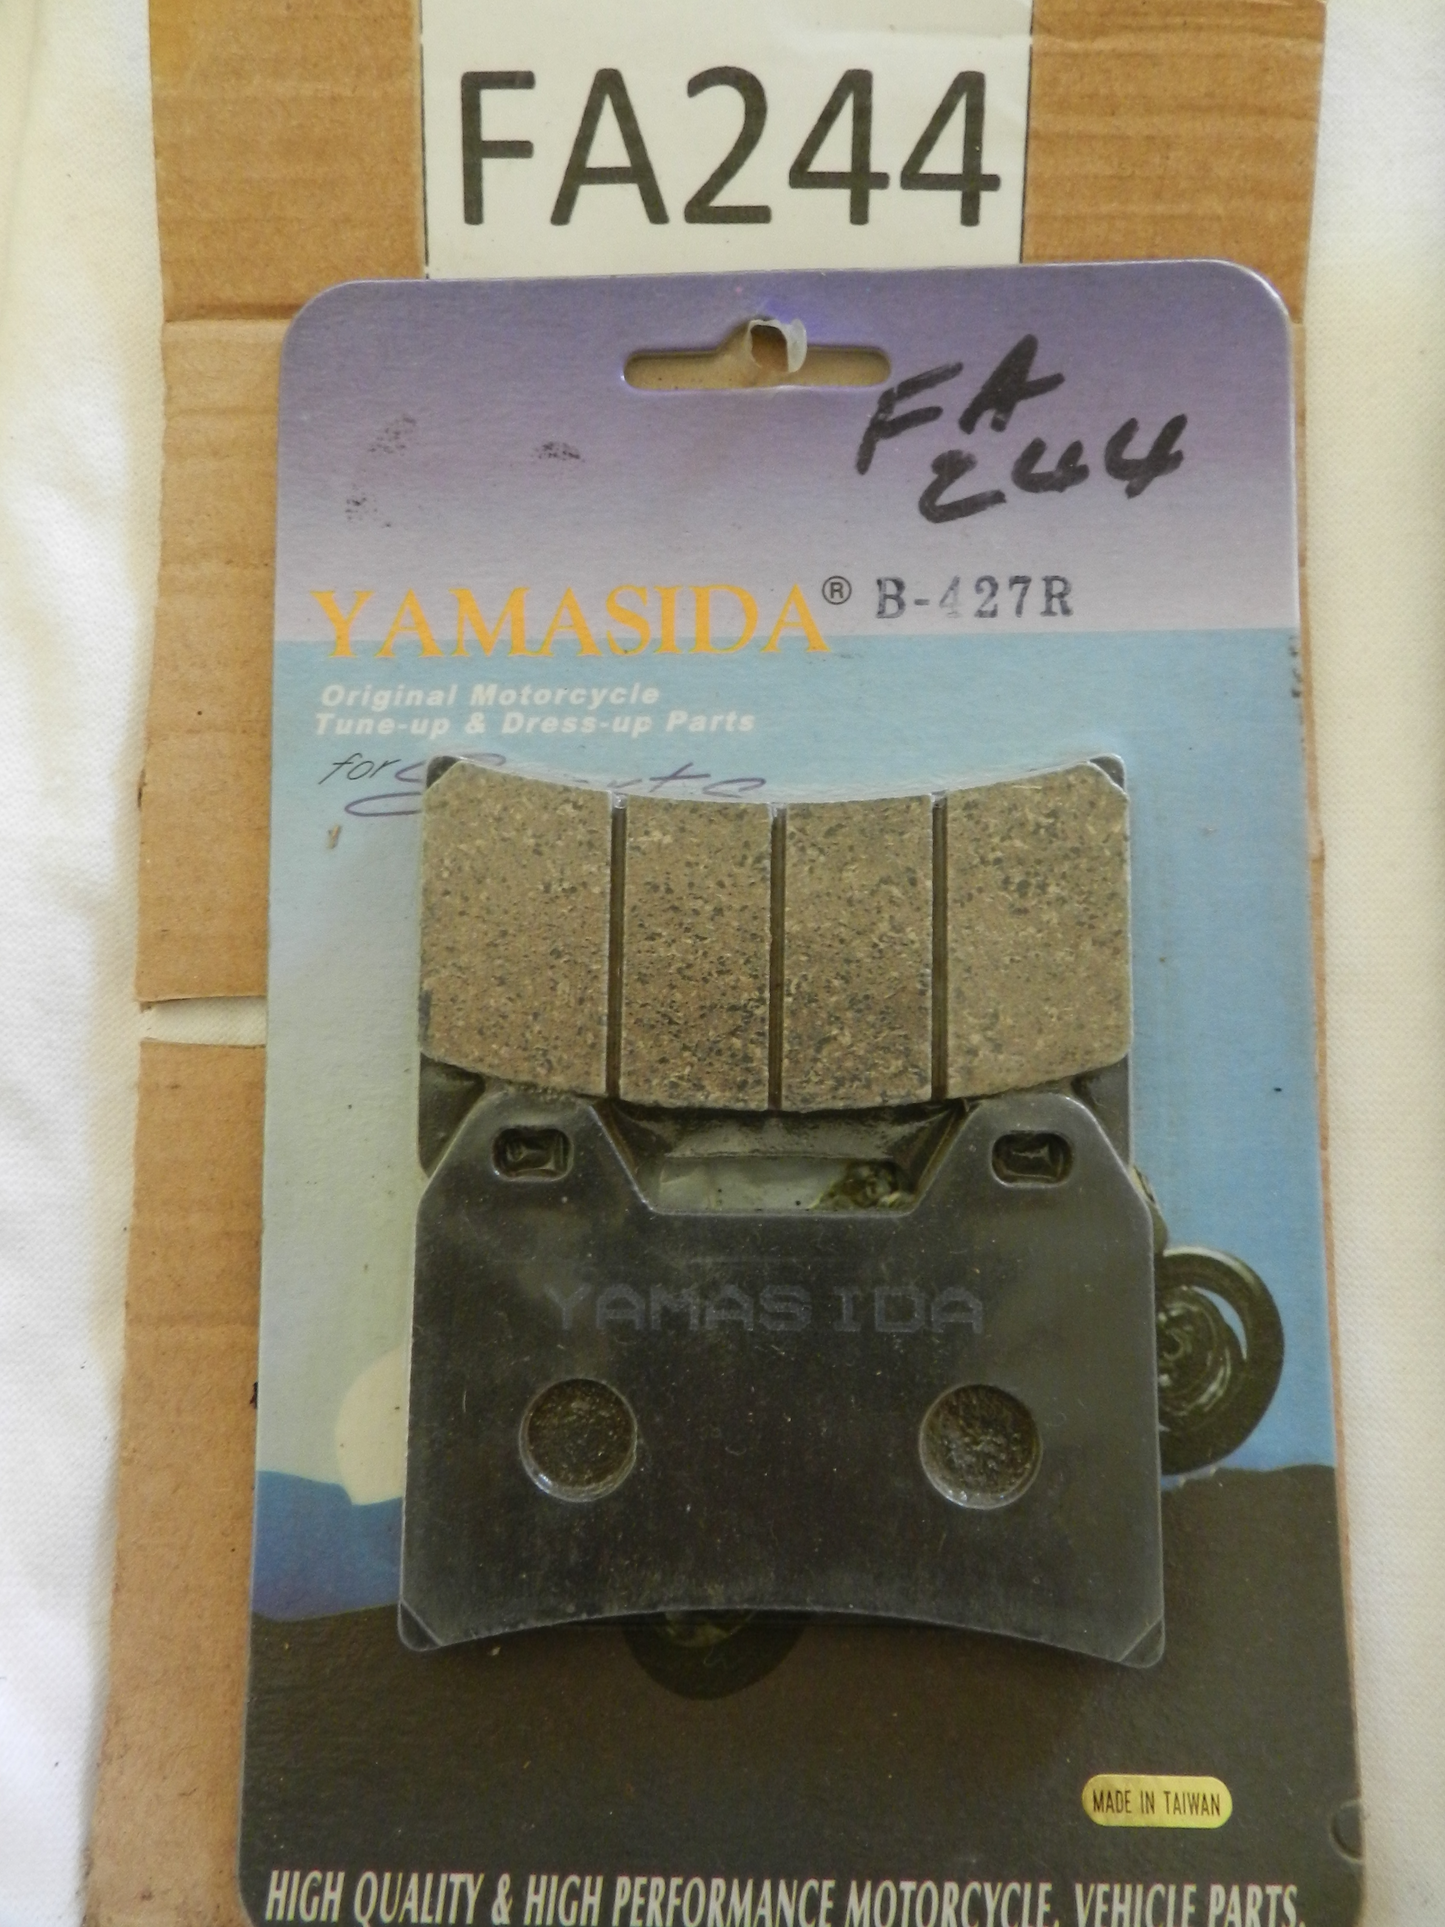 FA244
FA
244
YAMASIDA® B-427R
Original Motorcycle
Tune-up & Dress-up Parts
for
YAMASIDA
MADE IN TAIWAN
HIGH QUALITY & HIGH PERFORMANCE MOTORCYCLE, VEHICLE PARTS.